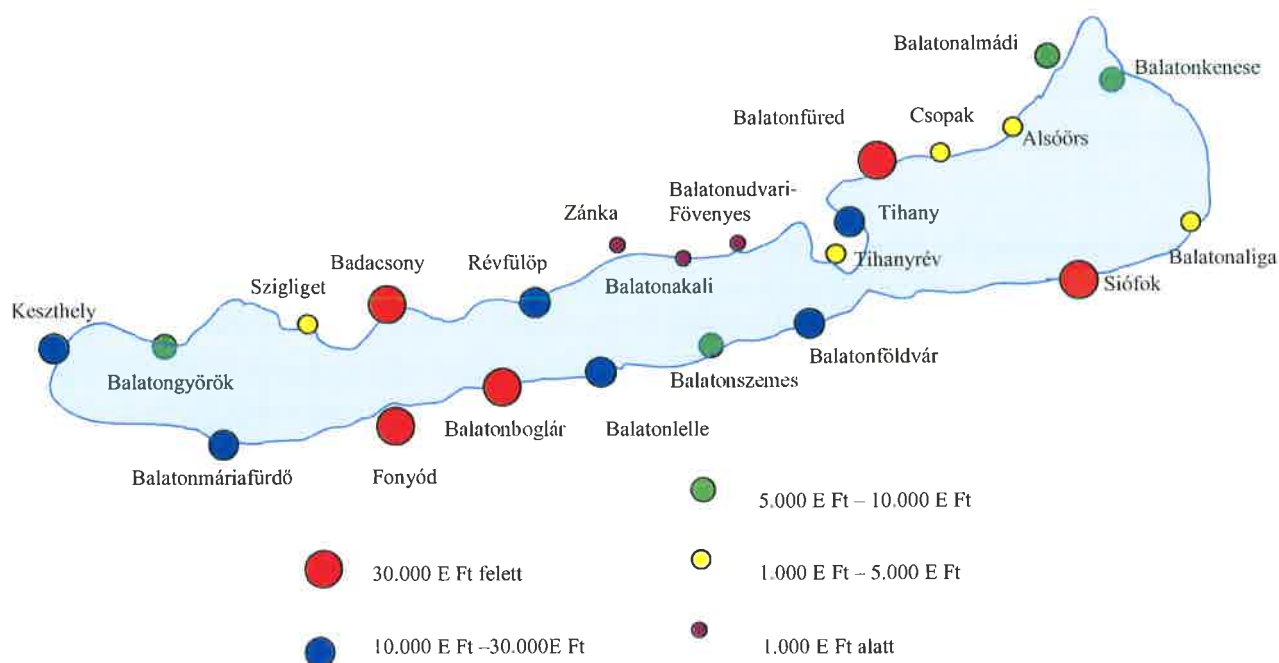 Balatonalmádi
Balatonkenese
Balatonfüred
Csopak
Alsóörs
Balatonudvari-
Fövenyes
Zánka
Tihany
Badacsony
Révfülöp
Tihanyrév
Balatonaliga
Szigliget
Balatonakali
Siófok
Keszthely
Balatonföldvár
Balatongyörök
Balatonszemes
Balatonboglár
Balatonlelle
Balatonmáriafürdő
Fonyód
5.000 E Ft – 10.000 E Ft
30.000 E Ft felett
1.000 E Ft – 5.000 E Ft
10.000 E Ft –30.000E Ft
1.000 E Ft alatt